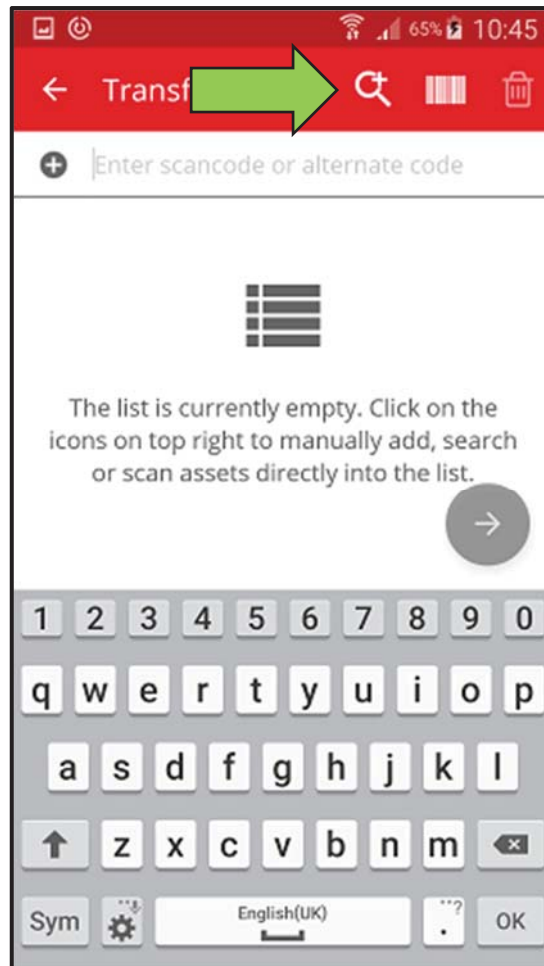 65% 10:45
Transf
Enter scancode or alternate code
The list is currently empty. Click on the
icons on top right to manually add, search
or scan assets directly into the list.
1 2 3 4 5 6 7 8 9 0
q w e r t y u i o p
a s d f g h j k l
z x c v b n m
Sym English(UK) . ...? OK